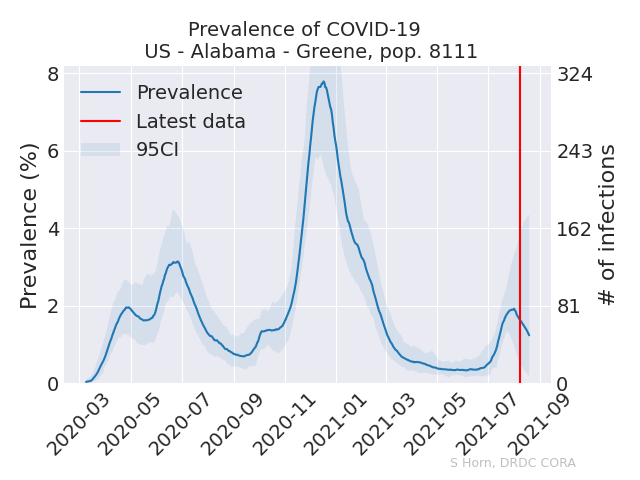 Prevalence of COVID-19
US - Alabama - Greene, pop. 8111
Prevalence
Latest data
95CI
Prevalence (%)
8
6
4
2
0
324
243
162
81
0
# of infections
2020-03
2020-05
2020-07
2020-09
2020-11
2021-01
2021-03
2021-05
2021-07
2021-09
S Horn, DRDC CORA